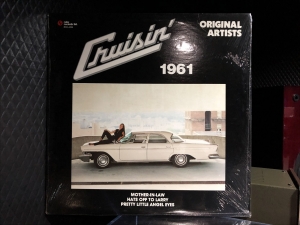 Cruisin'
ORIGINAL
ARTISTS
1961
MOTHER-IN-LAW
HATS OFF TO LARRY
PRETTY LITTLE ANGEL EYES